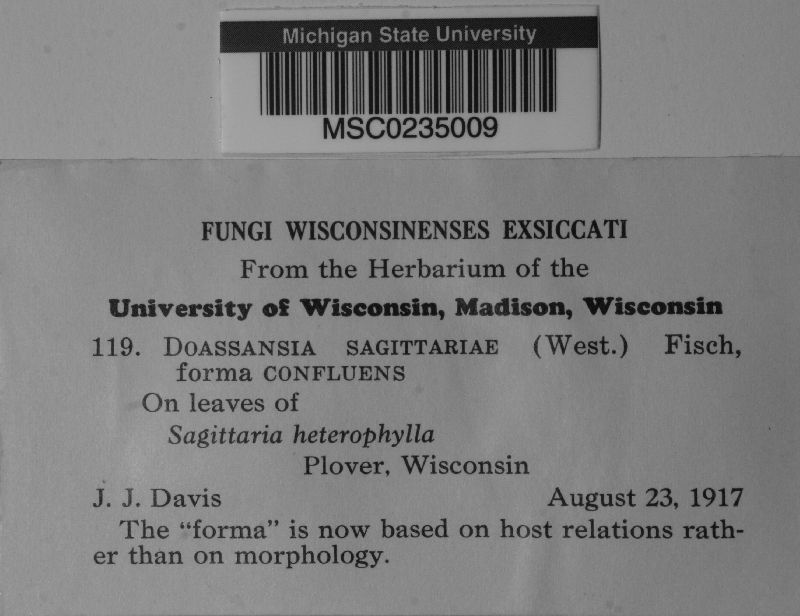 Michigan State University
MSC0235009
FUNGI WISCONSINENSES EXSICCATI
From the Herbarium of the
University of Wisconsin, Madison, Wisconsin
119. DOASSANSIA SAGITTARIAE (West.) Fisch,
forma CONFLUENS
On leaves of
Sagittaria heterophylla
Plover, Wisconsin
J. J. Davis August 23, 1917
The "forma" is now based on host relations rath-
er than on morphology.